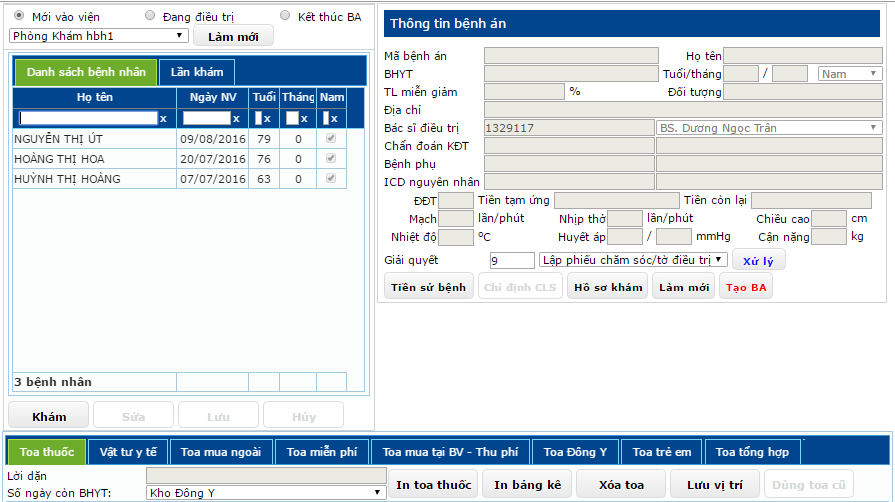 Mới vào viện Đang điều trị Kết thúc BA
Phòng Khám hbh1 Làm mới
Danh sách bệnh nhân Lần khám
Họ tên Ngày NV Tuổi Tháng Nam
x x x x x
NGUYỄN THỊ ÚT 09/08/2016 79 0
HOÀNG THỊ HOA 20/07/2016 76 0
HUỲNH THỊ HOÀNG 07/07/2016 63 0
3 bệnh nhân
Khám Sửa Lưu Hủy
Thông tin bệnh án
Mã bệnh án Họ tên
BHYT Tuổi/tháng / Nam
TL miễn giảm % Đối tượng
Địa chỉ
Bác sĩ điều trị 1329117 BS. Dương Ngọc Trân
Chẩn đoán KĐT
Bệnh phụ
ICD nguyên nhân
ĐĐT Tiền tạm ứng Tiền còn lại
Mạch lần/phút Nhịp thở lần/phút Chiều cao cm
Nhiệt độ ºC Huyết áp / mmHg Cận nặng kg
Giải quyết 9 Lập phiếu chăm sóc/tờ điều trị Xử lý
Tiền sử bệnh Chỉ định CLS Hồ sơ khám Làm mới Tạo BA
Toa thuốc Vật tư y tế Toa mua ngoài Toa miễn phí Toa mua tại BV - Thu phí Toa Đông Y Toa trẻ em Toa tổng hợp
Lời dặn
Số ngày còn BHYT: Kho Đông Y
In toa thuốc In bảng kê Xóa toa Lưu vị trí Dùng toa cũ